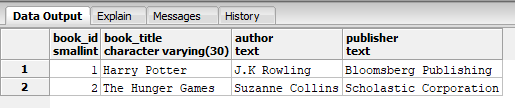 Data Output Explain Messages History
book_id book_title author publisher
smallint character varying(30) text text
1 1 Harry Potter J.K Rowling Bloomsberg Publishing
2 2 The Hunger Games Suzanne Collins Scholastic Corporation